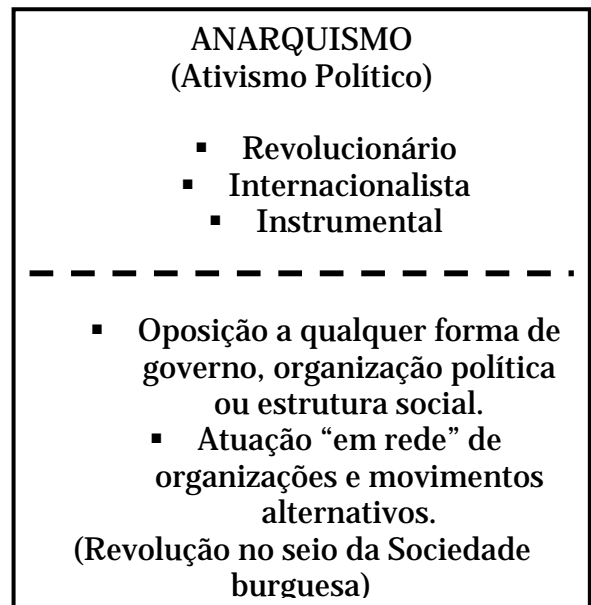 ANARQUISMO
(Ativismo Político)
▪ Revolucionário
▪ Internacionalista
▪ Instrumental
▪ Oposição a qualquer forma de
governo, organização política
ou estrutura social.
▪ Atuação “em rede” de
organizações e movimentos
alternativos.
(Revolução no seio da Sociedade
burguesa)